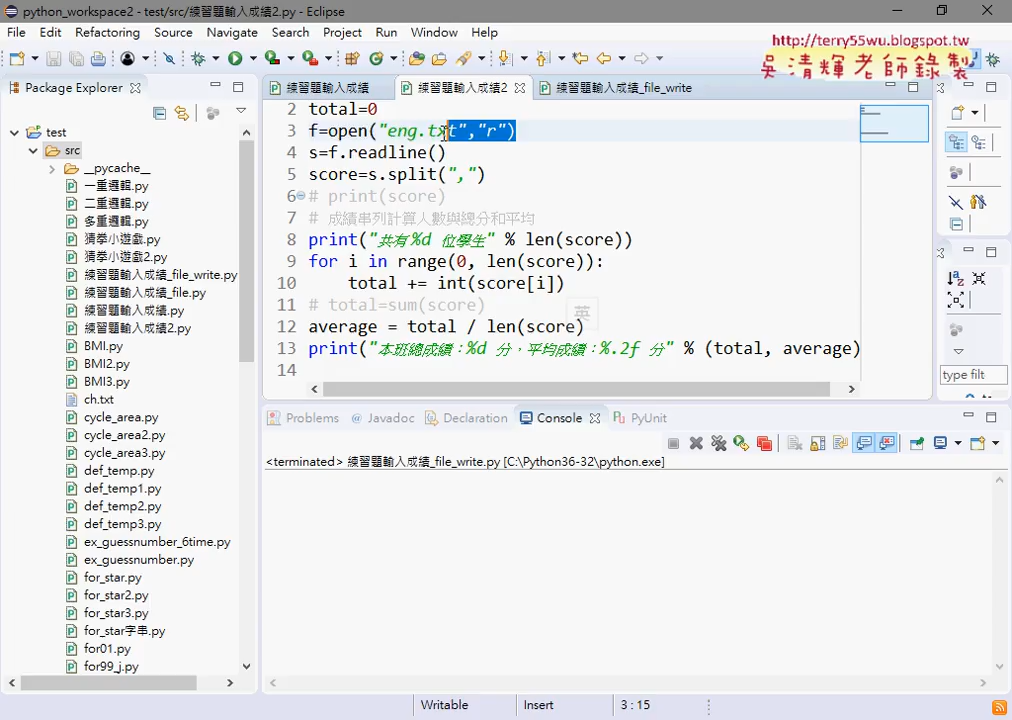 python_workspace2 - test/src/練習題輸入成績2.py - Eclipse
File Edit Refactoring Source Navigate Search Project Run Window Help
http://terry55wu.blogspot.tw
吳清輝老師錄製
Package Explorer
練習題輸入成績
練習題輸入成績2
練習題輸入成績_file_write
test
src
__pycache__
一重邏輯.py
二重邏輯.py
多重邏輯.py
猜拳小遊戲.py
猜拳小遊戲2.py
練習題輸入成績_file_write.py
練習題輸入成績_file.py
練習題輸入成績.py
練習題輸入成績2.py
BMI.py
BMI2.py
BMI3.py
ch.txt
cycle_area.py
cycle_area2.py
cycle_area3.py
def_temp.py
def_temp1.py
def_temp2.py
def_temp3.py
ex_guessnumber_6time.py
ex_guessnumber.py
for_star.py
for_star2.py
for_star3.py
for_star字串.py
for01.py
for99_j.py
2 total=0
3 f=open("eng.txt","r")
4 s=f.readline()
5 score=s.split(",")
6 # print(score)
7 # 成績串列計算人數與總分和平均
8 print("共有%d 位學生" % len(score))
9 for i in range(0, len(score)):
10 total += int(score[i])
11 # total=sum(score)
12 average = total / len(score)
13 print("本班總成績：%d 分，平均成績：%.2f 分" % (total, average)
14
英
type filt
Problems Javadoc Declaration Console PyUnit
<terminated> 練習題輸入成績_file_write.py [C:\Python36-32\python.exe]
Writable Insert 3 : 15